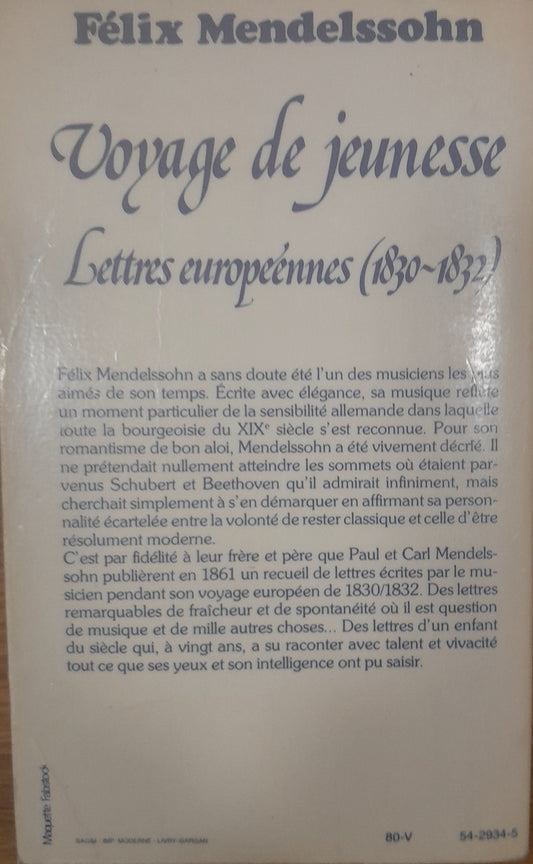 Félix Mendelssohn
Voyage de jeunesse
Lettres européennes (1830~1832)
Félix Mendelssohn a sans doute été l'un des musiciens les plus
aimés de son temps. Écrite avec élégance, sa musique reflète
un moment particulier de la sensibilité allemande dans laquelle
toute la bourgeoisie du XIXe siècle s'est reconnue. Pour son
romantisme de bon aloi, Mendelssohn a été vivement décrié. Il
ne prétendait nullement atteindre les sommets où étaient par-
venus Schubert et Beethoven qu'il admirait infiniment, mais
cherchait simplement à s'en démarquer en affirmant sa person-
nalité écartelée entre la volonté de rester classique et celle d'être
résolument moderne.
C'est par fidélité à leur frère et père que Paul et Carl Mendels-
sohn publièrent en 1861 un recueil de lettres écrites par le mu-
sicien pendant son voyage européen de 1830/1832. Des lettres
remarquables de fraîcheur et de spontanéité où il est question
de musique et de mille autres choses... Des lettres d'un enfant
du siècle qui, à vingt ans, a su raconter avec talent et vivacité
tout ce que ses yeux et son intelligence ont pu saisir.
Maquette Fabstock
SAGIM - IMP. MODERNE - LIVRY-GARGAN
80-V
54-2934-5